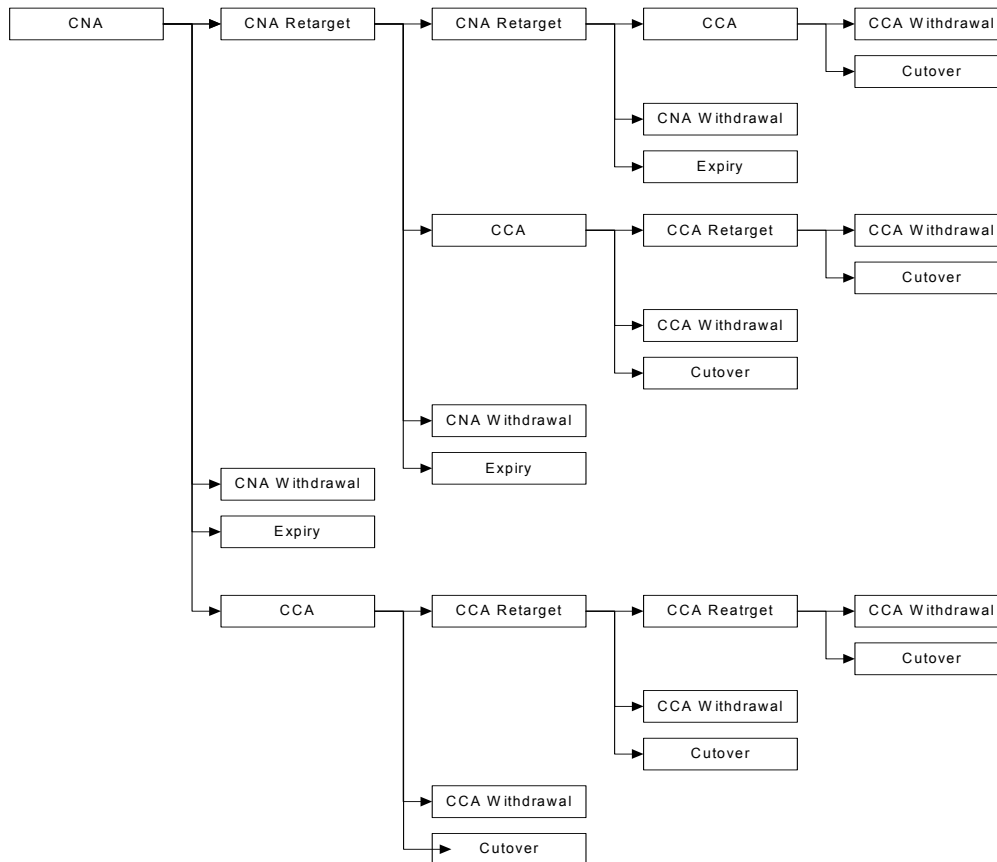 CNA
CNA Retarget
CNA Retarget
CCA
CCA Withdrawal
Cutover
CNA Withdrawal
Expiry
CCA
CCA Retarget
CCA Withdrawal
Cutover
CCA Withdrawal
Cutover
CNA Withdrawal
Expiry
CNA Withdrawal
Expiry
CCA
CCA Retarget
CCA Reatrget
CCA Withdrawal
Cutover
CCA Withdrawal
Cutover
CCA Withdrawal
Cutover